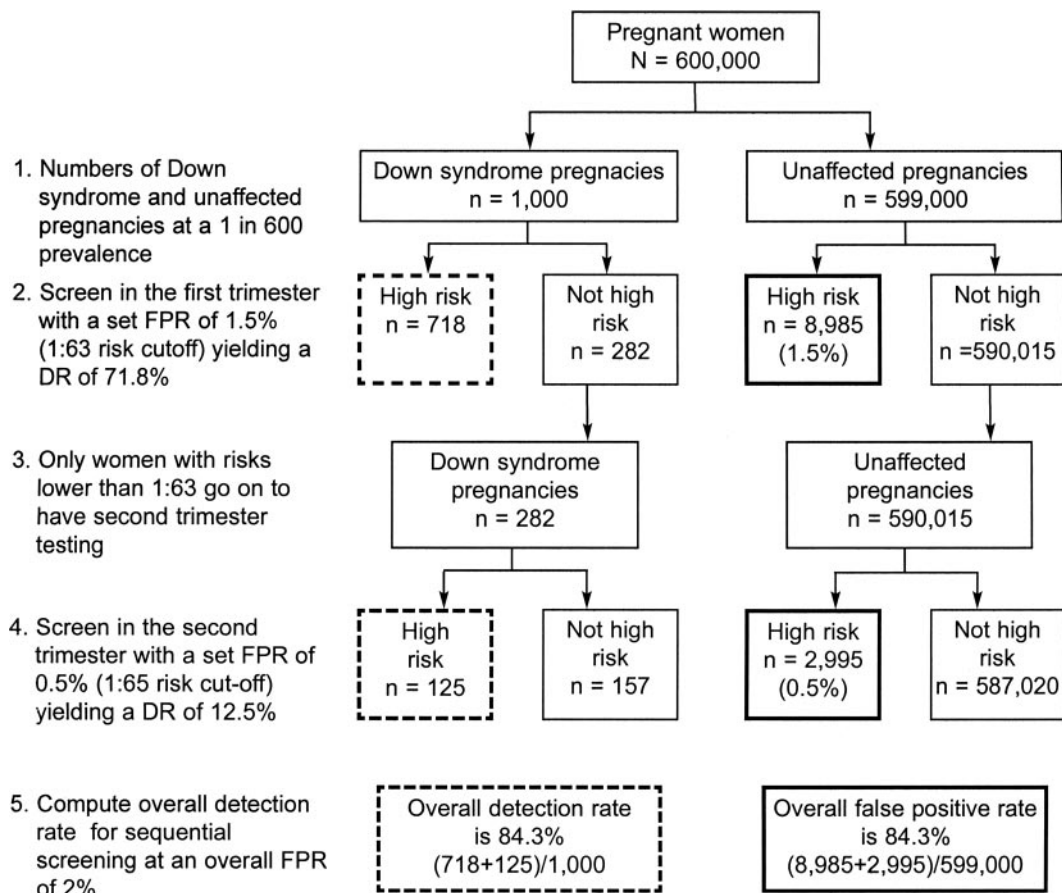 Pregnant women
N = 600,000
1. Numbers of Down
syndrome and unaffected
pregnancies at a 1 in 600
prevalence
Down syndrome pregnacies
n = 1,000
Unaffected pregnancies
n = 599,000
2. Screen in the first trimester
with a set FPR of 1.5%
(1:63 risk cutoff) yielding a
DR of 71.8%
High risk
n = 718
Not high
risk
n = 282
High risk
n = 8,985
(1.5%)
Not high
risk
n =590,015
3. Only women with risks
lower than 1:63 go on to
have second trimester
testing
Down syndrome
pregnancies
n = 282
Unaffected
pregnancies
n = 590,015
4. Screen in the second
trimester with a set FPR of
0.5% (1:65 risk cut-off)
yielding a DR of 12.5%
High
risk
n = 125
Not high
risk
n = 157
High risk
n = 2,995
(0.5%)
Not high
risk
n = 587,020
5. Compute overall detection
rate for sequential
screening at an overall FPR
of 2%
Overall detection rate
is 84.3%
(718+125)/1,000
Overall false positive rate
is 84.3%
(8,985+2,995)/599,000